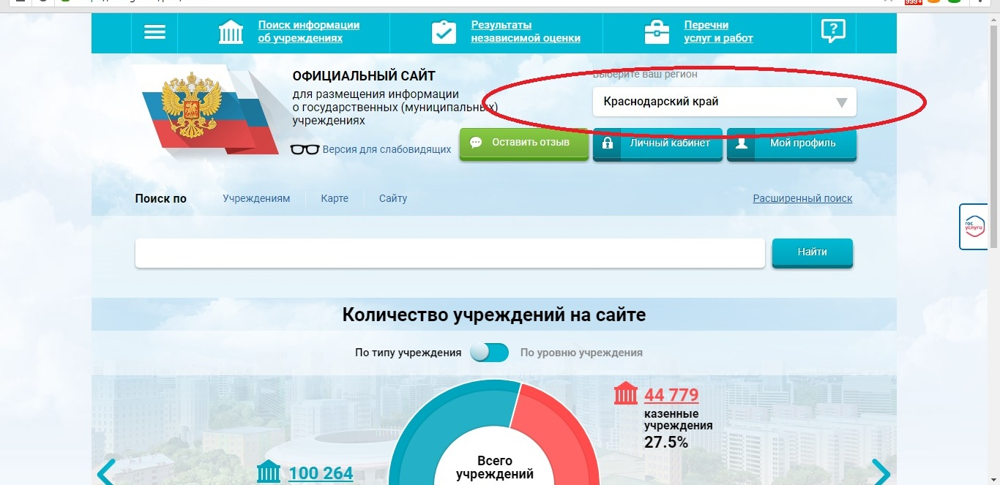 999+
Поиск информации
об учреждениях
Результаты
независимой оценки
Перечни
услуг и работ
?
ОФИЦИАЛЬНЫЙ САЙТ
для размещения информации
о государственных (муниципальных)
учреждениях
Выберите ваш регион
Краснодарский край
Версия для слабовидящих
Оставить отзыв
Личный кабинет
Мой профиль
Поиск по
Учреждениям
Карте
Сайту
Расширенный поиск
гос
услуги
Найти
Количество учреждений на сайте
По типу учреждения
По уровню учреждения
44 779
казенные
учреждения
27.5%
Всего
учреждений
100 264